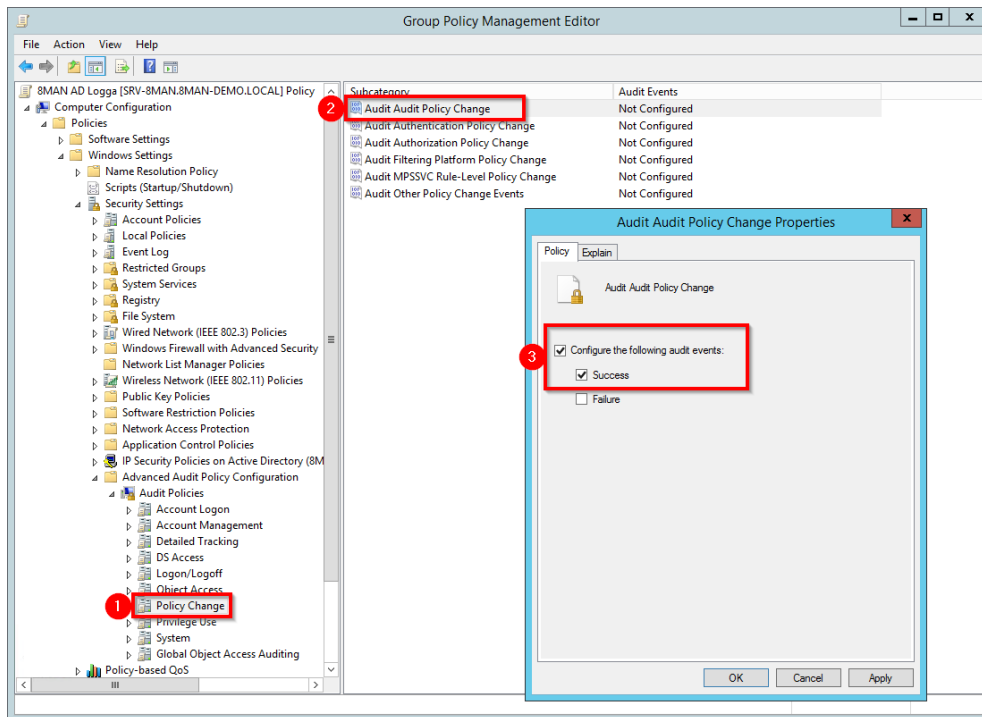 Group Policy Management Editor
File Action View Help
8MAN AD Logga [SRV-8MAN.8MAN-DEMO.LOCAL] Policy
Computer Configuration
Policies
Software Settings
Windows Settings
Name Resolution Policy
Scripts (Startup/Shutdown)
Security Settings
Account Policies
Local Policies
Event Log
Restricted Groups
System Services
Registry
File System
Wired Network (IEEE 802.3) Policies
Windows Firewall with Advanced Security
Network List Manager Policies
Wireless Network (IEEE 802.11) Policies
Public Key Policies
Software Restriction Policies
Network Access Protection
Application Control Policies
IP Security Policies on Active Directory (8M
Advanced Audit Policy Configuration
Audit Policies
Account Logon
Account Management
Detailed Tracking
DS Access
Logon/Logoff
Object Access
1 Policy Change
Privilege Use
System
Global Object Access Auditing
Policy-based QoS
Subcategory Audit Events
2 Audit Audit Policy Change Not Configured
Audit Authentication Policy Change Not Configured
Audit Authorization Policy Change Not Configured
Audit Filtering Platform Policy Change Not Configured
Audit MPSSVC Rule-Level Policy Change Not Configured
Audit Other Policy Change Events Not Configured
Audit Audit Policy Change Properties
Policy Explain
Audit Audit Policy Change
3 Configure the following audit events:
Success
Failure
OK Cancel Apply